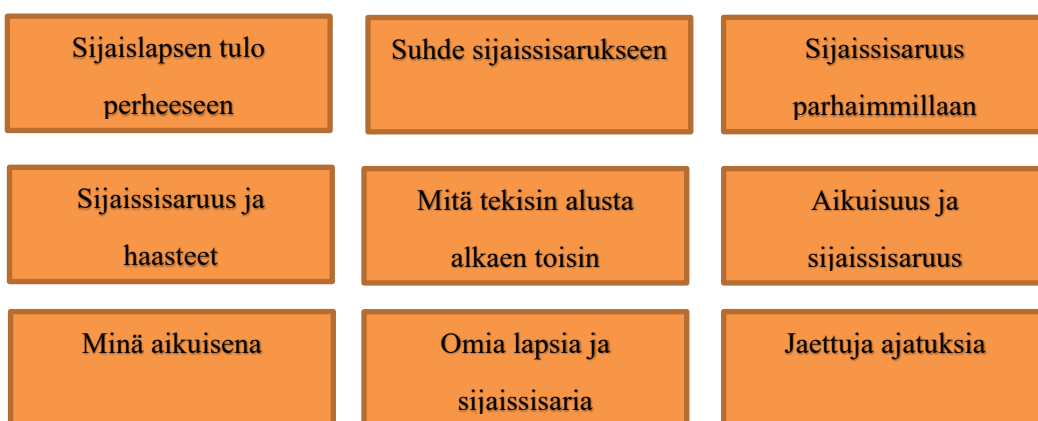 Sijaislapsen tulo
perheeseen
Suhde sijaissisarukseen
Sijaissisaruus
parhaimmillaan
Sijaissisaruus ja
haasteet
Mitä tekisin alusta
alkaen toisin
Aikuisuus ja
sijaissisaruus
Minä aikuisena
Omia lapsia ja
sijaissisaria
Jaettuja ajatuksia